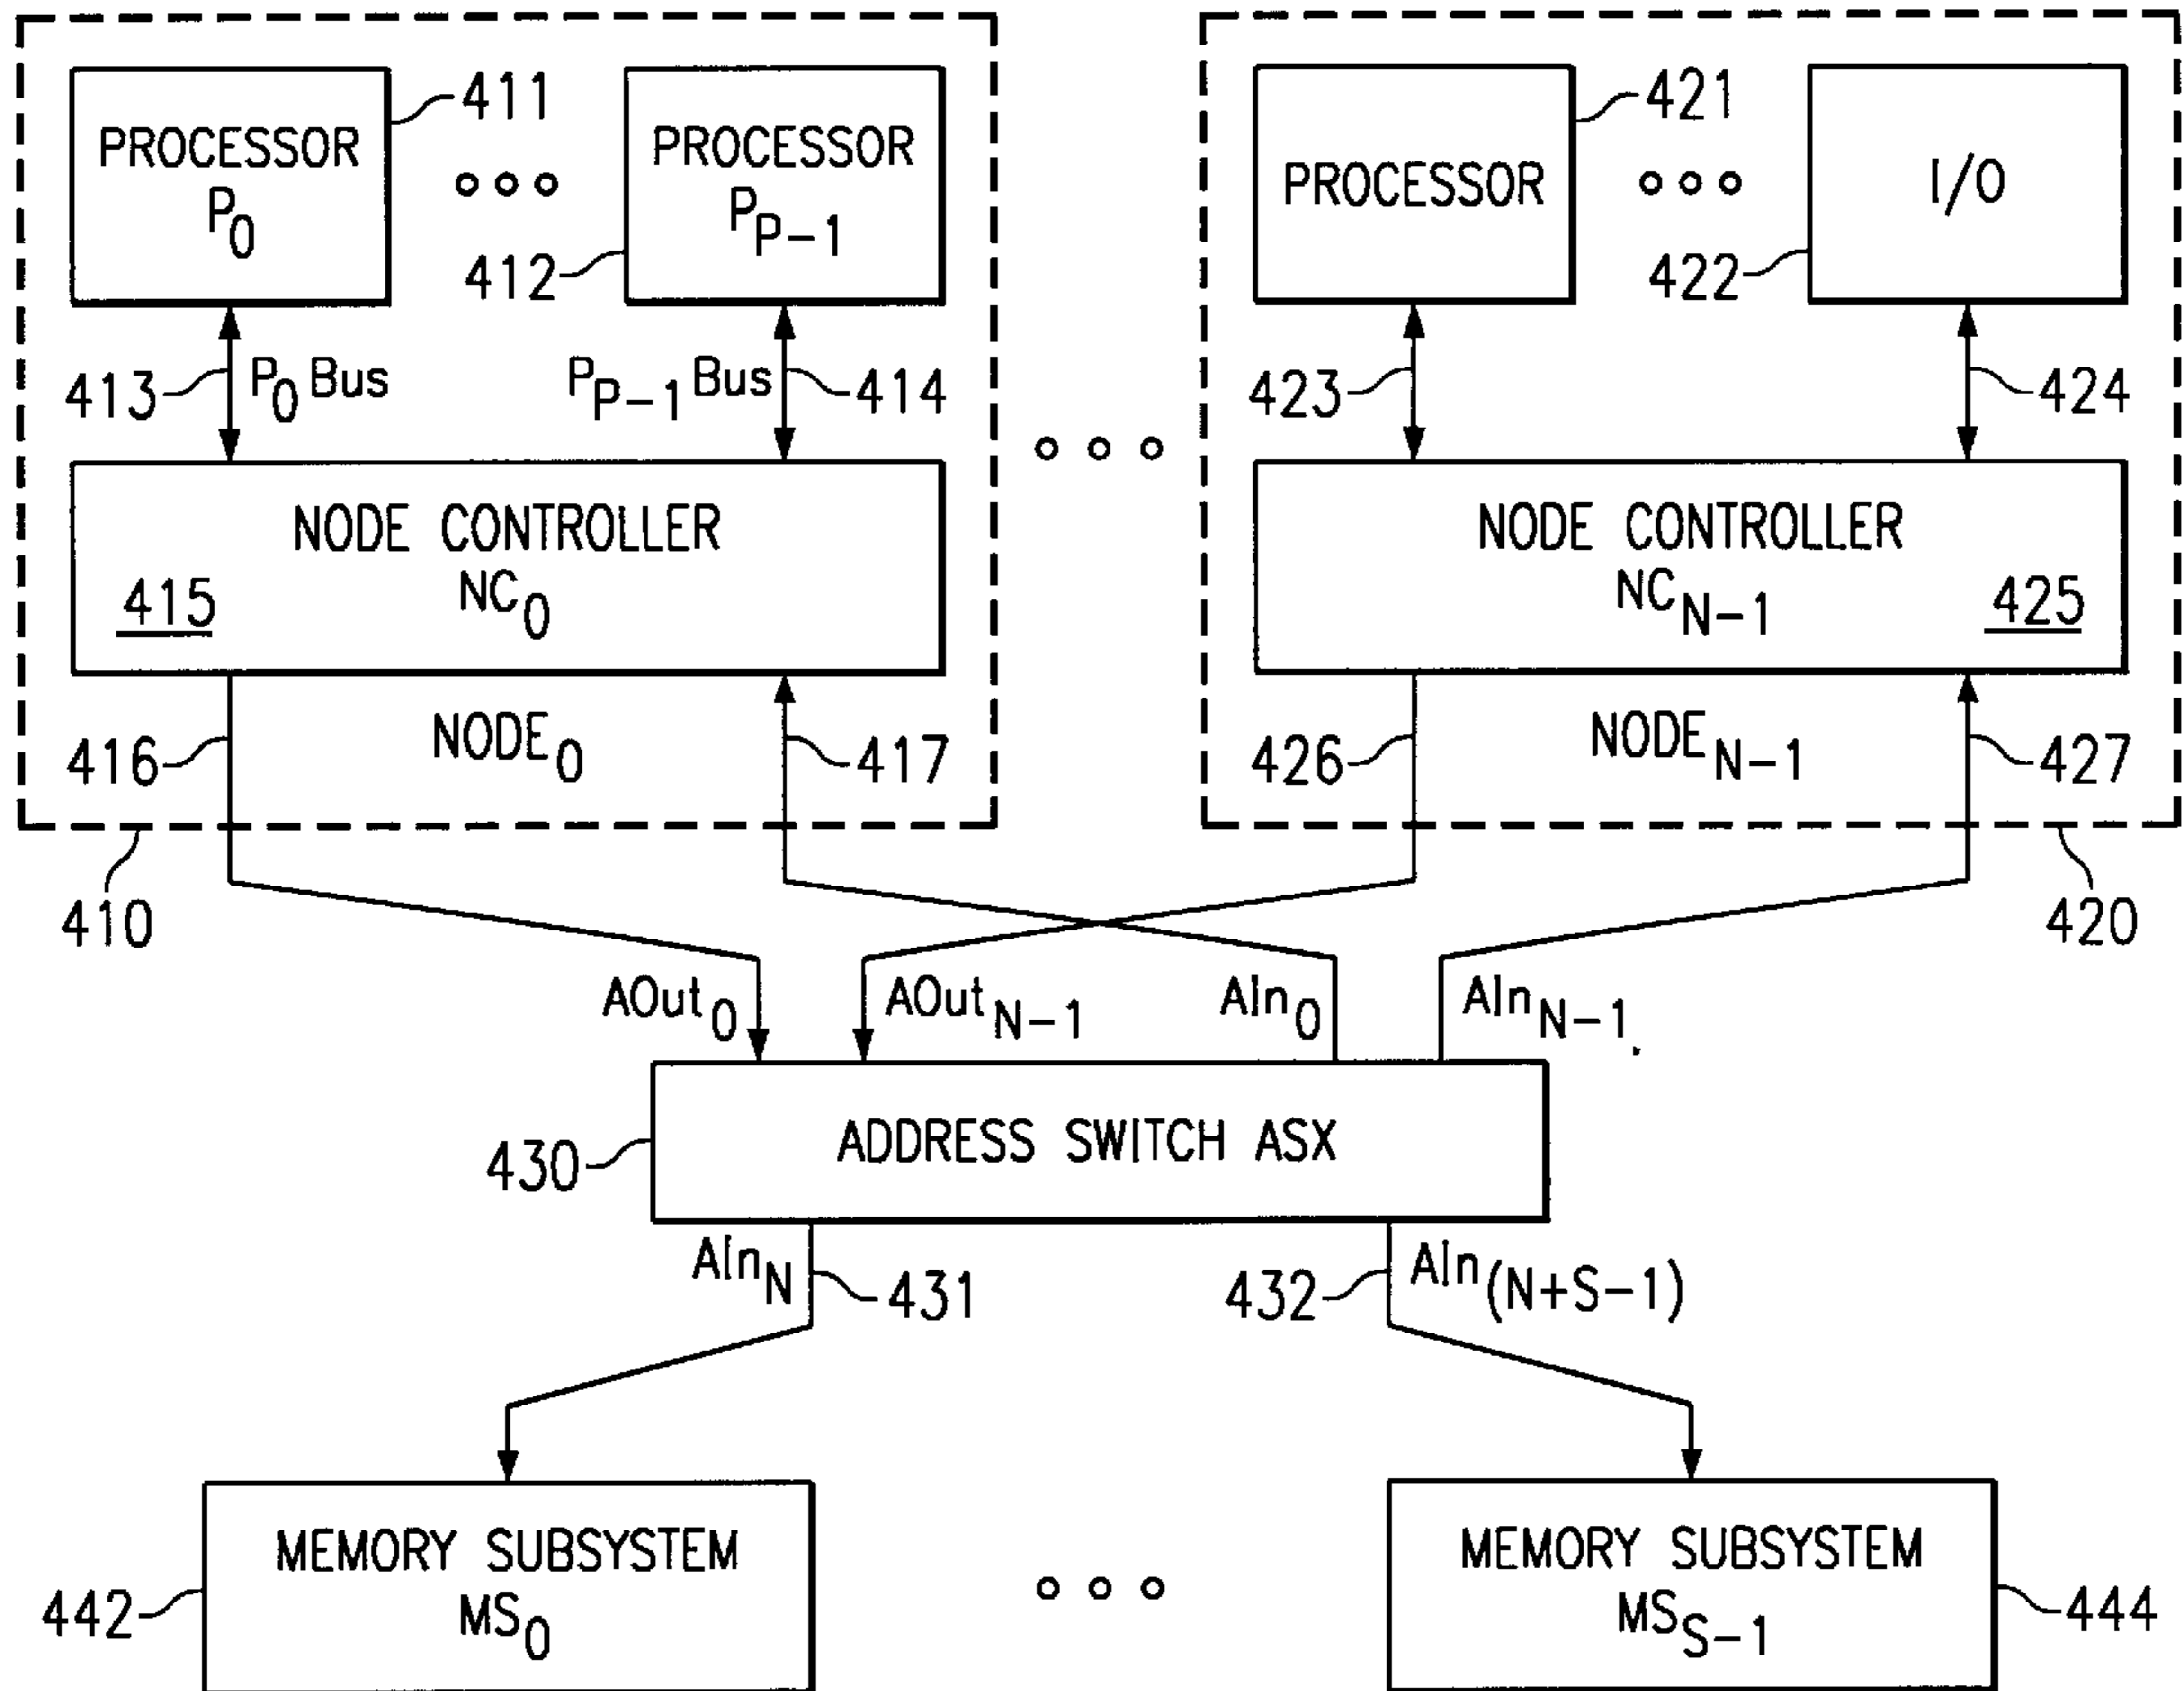 PROCESSOR
P0
411
PROCESSOR
PP-1
412
PROCESSOR
421
I/O
422
413
P0 Bus
PP-1 Bus
414
423
424
NODE CONTROLLER
NC0
415
NODE CONTROLLER
NCN-1
425
416
NODE0
417
426
NODEN-1
427
410
420
AOut0
AOutN-1
AIn0
AInN-1
430
ADDRESS SWITCH ASX
AInN
431
432
AIn(N+S-1)
442
MEMORY SUBSYSTEM
MS0
MEMORY SUBSYSTEM
MSS-1
444